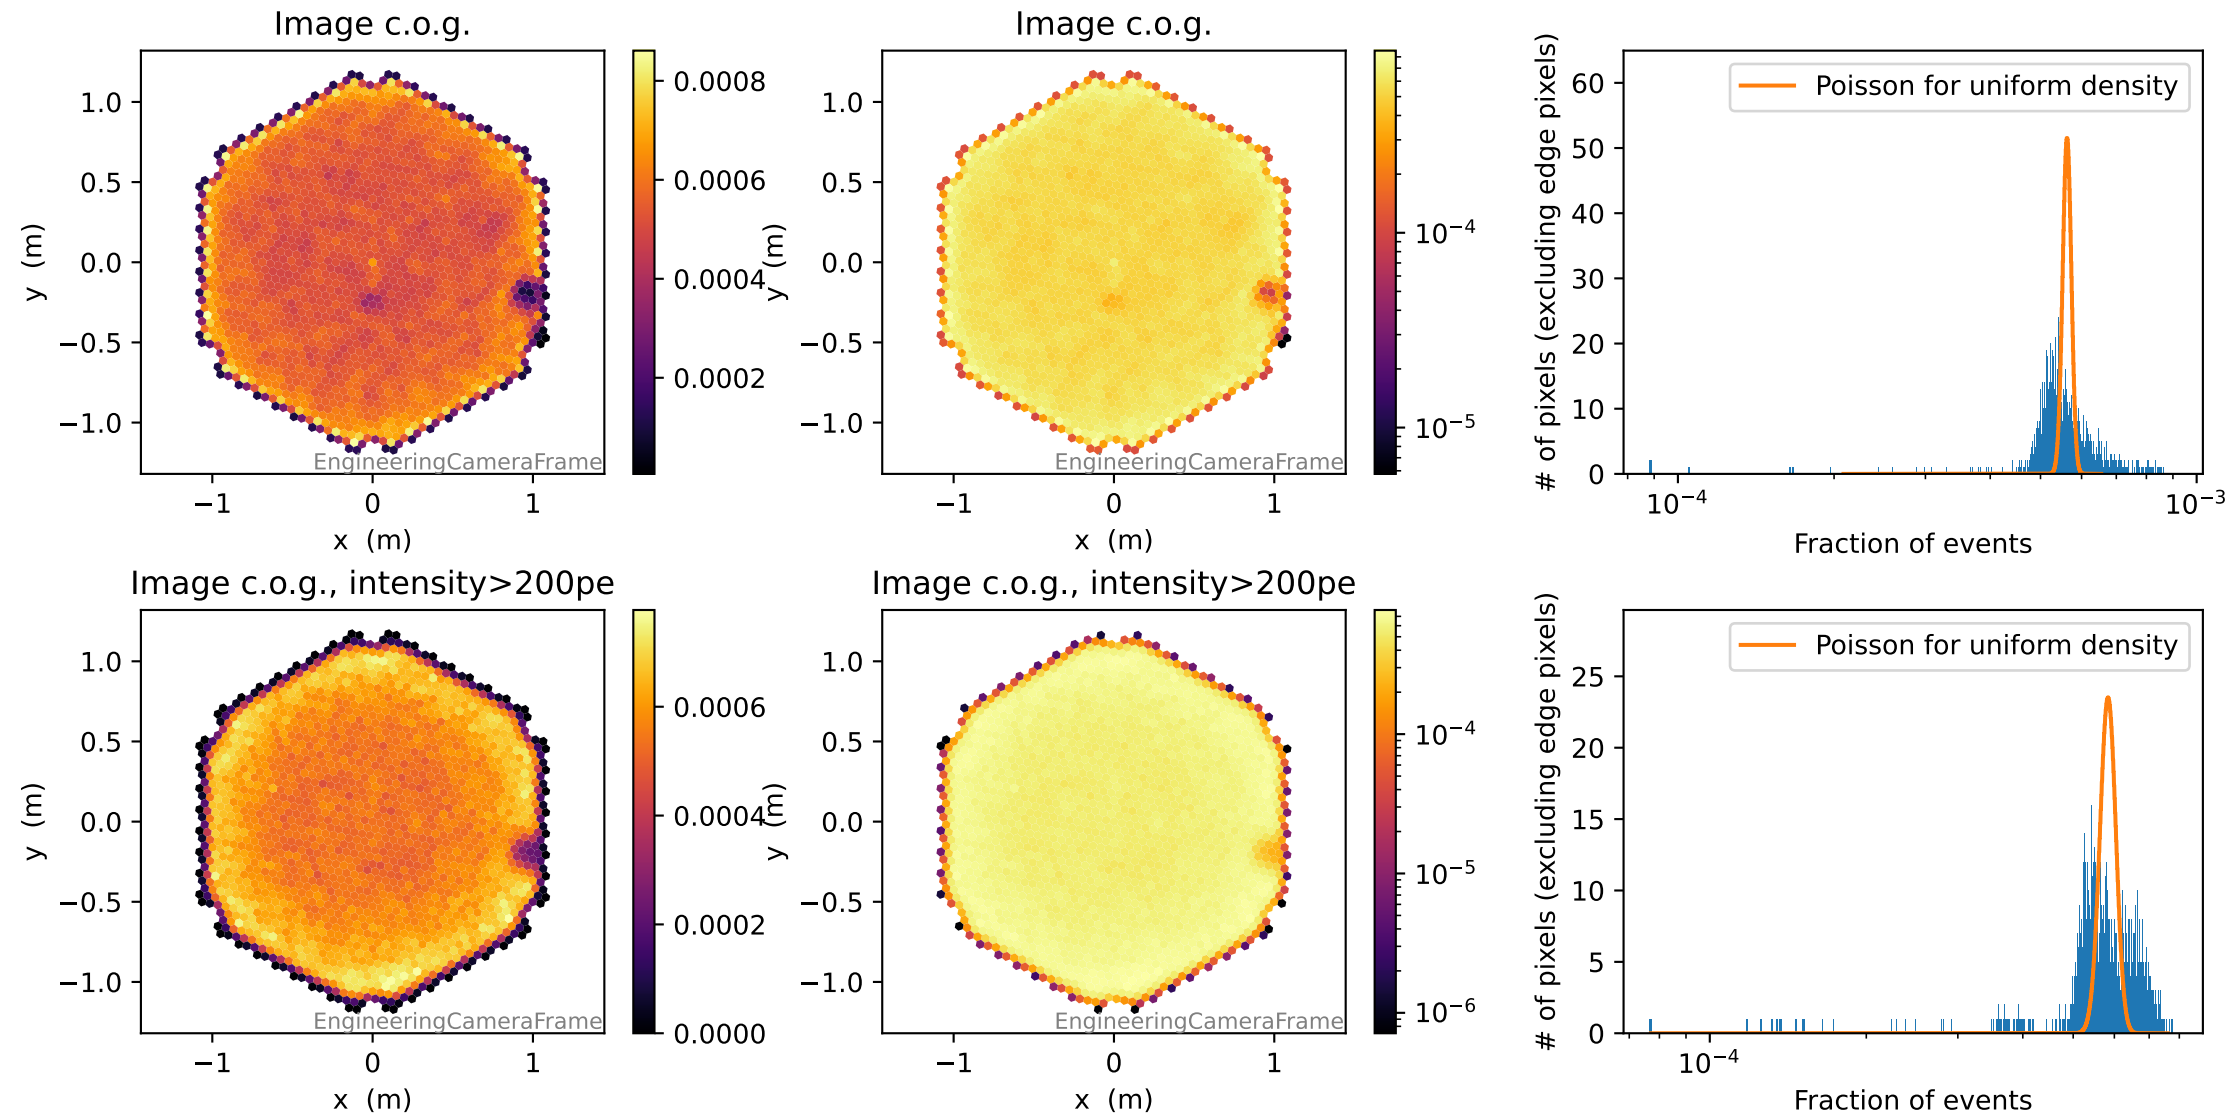 Image c.o.g.
1.0
0.5
0.0
−0.5
−1.0
y (m)
−1
0
1
x (m)
EngineeringCameraFrame
0.0008
0.0006
0.0004
0.0002
Image c.o.g.
1.0
0.5
0.0
−0.5
−1.0
y (m)
−1
0
1
x (m)
EngineeringCameraFrame
10⁻⁴
10⁻⁵
Poisson for uniform density
# of pixels (excluding edge pixels)
60
50
40
30
20
10
0
10⁻⁴
10⁻³
Fraction of events
Image c.o.g., intensity>200pe
1.0
0.5
0.0
−0.5
−1.0
y (m)
−1
0
1
x (m)
EngineeringCameraFrame
0.0006
0.0004
0.0002
0.0000
Image c.o.g., intensity>200pe
1.0
0.5
0.0
−0.5
−1.0
y (m)
−1
0
1
x (m)
EngineeringCameraFrame
10⁻⁴
10⁻⁵
10⁻⁶
Poisson for uniform density
# of pixels (excluding edge pixels)
25
20
15
10
5
0
10⁻⁴
Fraction of events